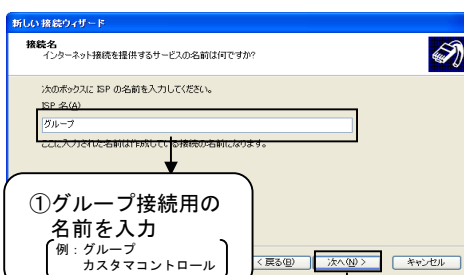 新しい接続ウィザード
接続名
インターネット接続を提供するサービスの名前は何ですか?
次のボックスに ISP の名前を入力してください。
ISP 名(A)
グループ
ここに入力された名前は作成している接続の名前になります。
①グループ接続用の
名前を入力
例：グループ
カスタマコントロール
< 戻る(B)
次へ(N) >
キャンセル